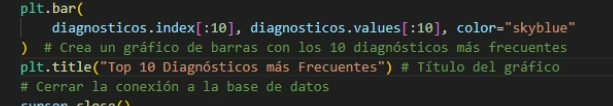 plt.bar(
diagnosticos.index[:10], diagnosticos.values[:10], color="skyblue"
) # Crea un gráfico de barras con los 10 diagnósticos más frecuentes
plt.title("Top 10 Diagnósticos más Frecuentes") # Título del gráfico
# Cerrar la conexión a la base de datos
cursor.close()